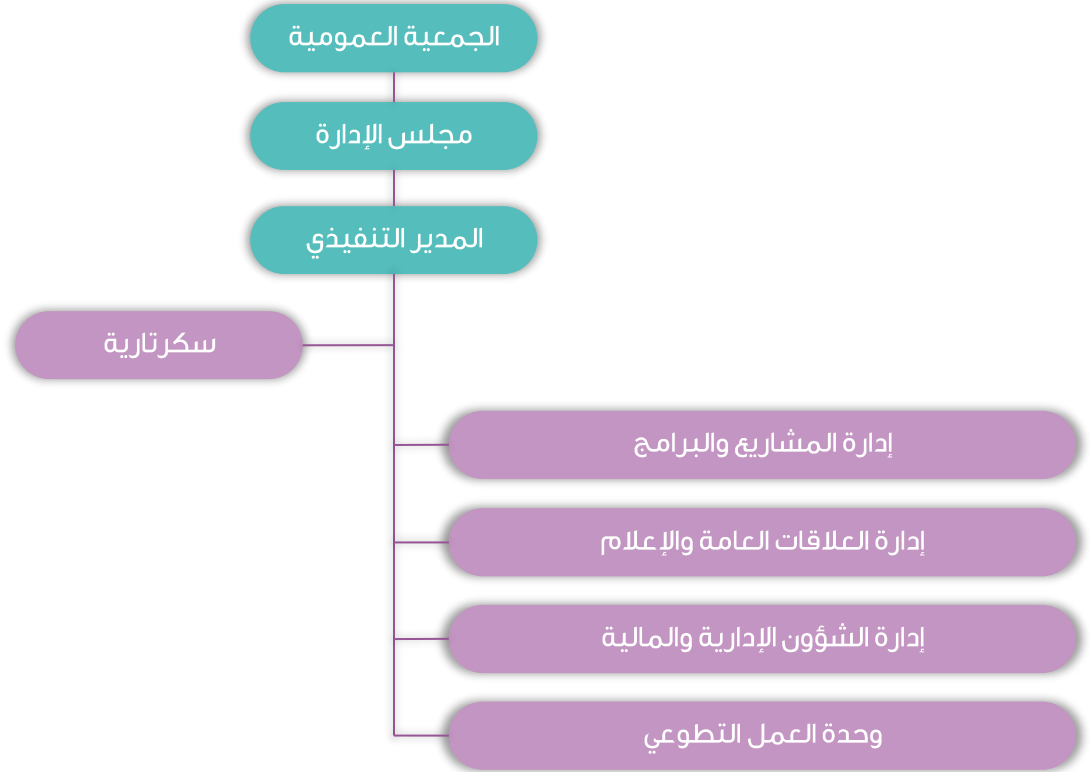 الجمعية العمومية
مجلس الإدارة
المدير التنفيذي
سكرتارية
إدارة المشاريع والبرامج
إدارة العلاقات العامة والإعلام
إدارة الشؤون الإدارية والمالية
وحدة العمل التطوعي